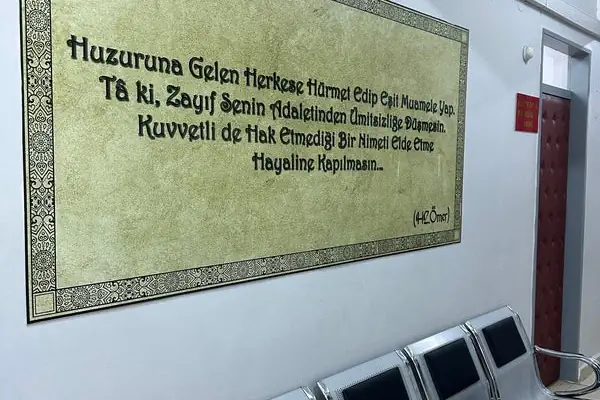 Huzuruna Gelen Herkese Hürmet Edip Eşit Muamele Yap.
Tâ ki, Zayıf Senin Adaletinden Ümitsizliğe Düşmesin.
Kuvvetli de Hak Etmediği Bir Nimeti Elde Etme
Hayaline Kapılmasın...
(Hz. Ömer)